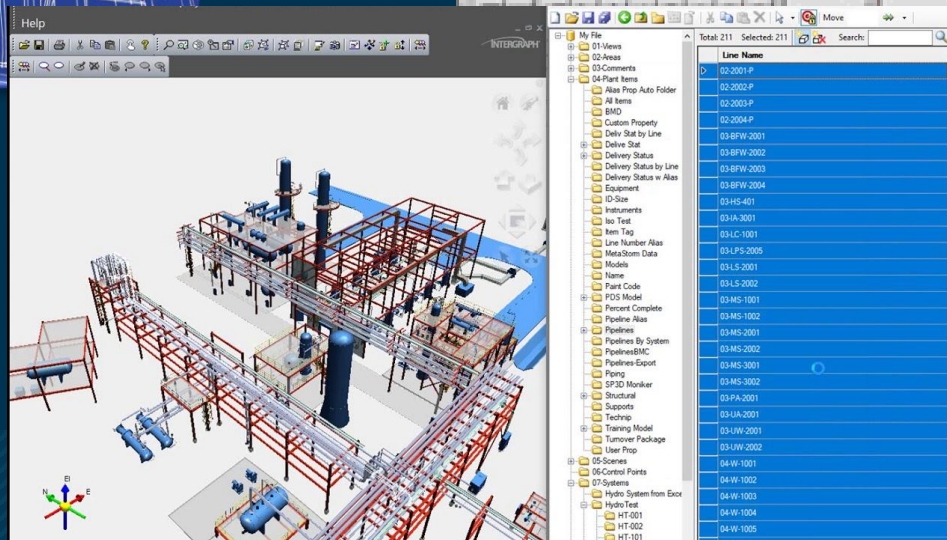 Help
INTERGRAPH
N
El
E
Move
My File
01-Views
02-Areas
03-Comments
04-Plant Items
Alias Prop Auto Folder
All Items
BMD
Custom Property
Deliv Stat by Line
Delive Stat
Delivery Status
Delivery Status by Line
Delivery Status w Alias
Equipment
ID-Size
Instruments
Iso Test
Item Tag
Line Number Alias
MetaStorm Data
Models
Name
Paint Code
PDS Model
Percent Complete
Pipeline Alias
Pipelines
Pipelines By System
PipelinesBMC
Pipelines-Export
Piping
SP3D Moniker
Structural
Supports
Technip
Training Model
Turnover Package
User Prop
05-Scenes
06-Control Points
07-Systems
Hydro System from Exce
HydroTest
HT-001
HT-002
HT-101
Total: 211 Selected: 211 Search:
Line Name
02-2001-P
02-2002-P
02-2003-P
02-2004-P
03-BFW-2001
03-BFW-2002
03-BFW-2003
03-BFW-2004
03-HS-401
03-IA-3001
03-LC-1001
03-LPS-2005
03-LS-2001
03-LS-2002
03-MS-1001
03-MS-1002
03-MS-2001
03-MS-2002
03-MS-3001
03-MS-3002
03-PA-2001
03-UA-2001
03-UW-2001
03-UW-2002
04-W-1001
04-W-1002
04-W-1003
04-W-1004
04-W-1005